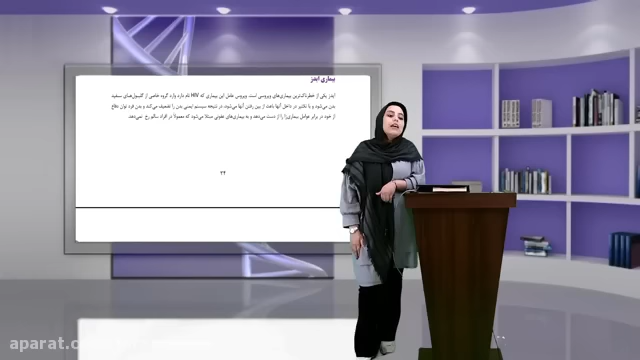 بیماری ایدز
ایدز یکی از خطرناک‌ترین بیماری‌های ویروسی است. ویروس عامل این بیماری که HIV نام دارد وارد گروه خاصی از گلبول‌های سفید
بدن می‌شود و با تکثیر در داخل آنها باعث از بین رفتن آنها می‌شود، در نتیجه سیستم ایمنی بدن را تضعیف می‌کند و بدن فرد توان دفاع
از خود در برابر عوامل بیماری‌زا را از دست می‌دهد و به بیماری‌های عفونی مبتلا می‌شود که معمولاً در افراد سالم رخ نمی‌دهد.
۲۴
aparat.com/